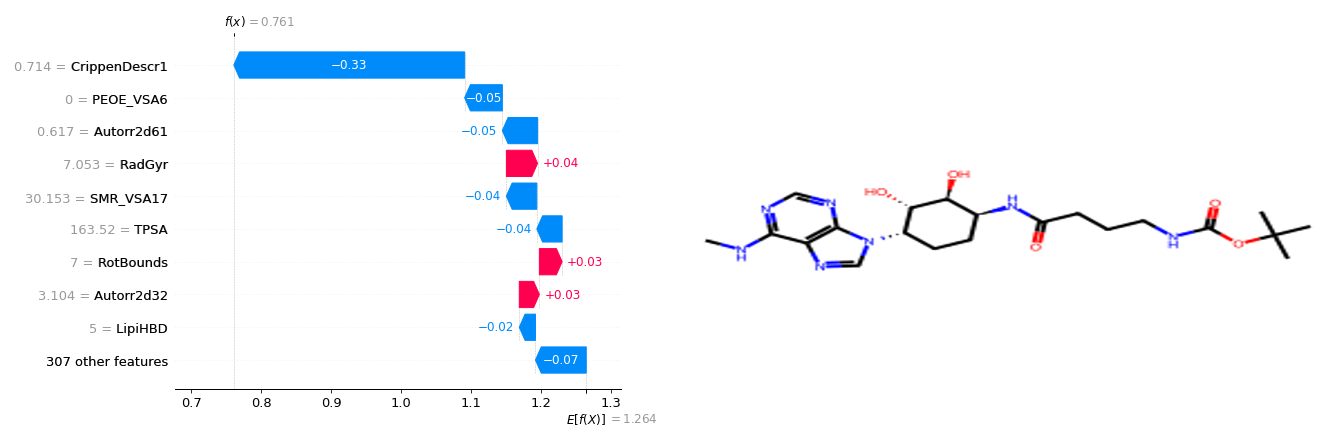 f(x) = 0.761
0.714 = CrippenDescr1
−0.33
0 = PEOE_VSA6
−0.05
0.617 = Autorr2d61
−0.05
7.053 = RadGyr
+0.04
30.153 = SMR_VSA17
−0.04
163.52 = TPSA
−0.04
7 = RotBounds
+0.03
3.104 = Autorr2d32
+0.03
5 = LipiHBD
−0.02
307 other features
−0.07
0.7 0.8 0.9 1.0 1.1 1.2 1.3
E[f(X)] = 1.264
HO
OH
N
N
N
N
N
H
H
N
O
N
H
O
O